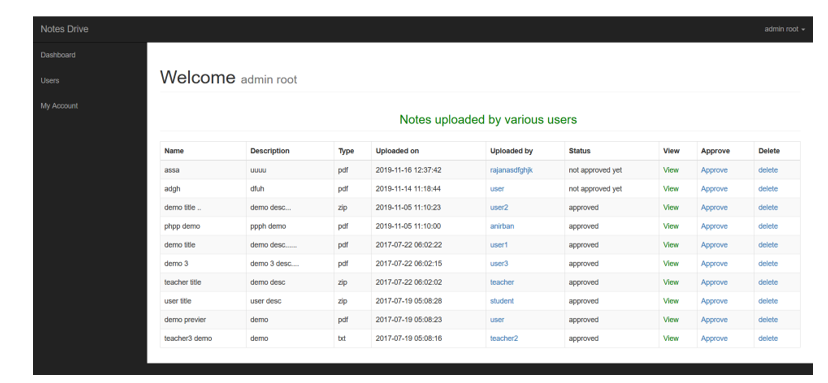 Notes Drive admin root
Dashboard
Users
My Account
Welcome admin root
Notes uploaded by various users
Name Description Type Uploaded on Uploaded by Status View Approve Delete
assa uuuu pdf 2019-11-16 12:37:42 rajanasdfghjk not approved yet View Approve delete
adgh dfuh pdf 2019-11-14 11:18:44 user not approved yet View Approve delete
demo title .. demo desc... zip 2019-11-05 11:10:23 user2 approved View Approve delete
phpp demo ppph demo pdf 2019-11-05 11:10:00 anirban approved View Approve delete
demo title demo desc...... pdf 2017-07-22 06:02:22 user1 approved View Approve delete
demo 3 demo 3 desc.... pdf 2017-07-22 06:02:15 user3 approved View Approve delete
teacher title demo desc zip 2017-07-22 06:02:02 teacher approved View Approve delete
user title user desc zip 2017-07-19 05:08:28 student approved View Approve delete
demo previer demo pdf 2017-07-19 05:08:23 user approved View Approve delete
teacher3 demo demo txt 2017-07-19 05:08:16 teacher2 approved View Approve delete